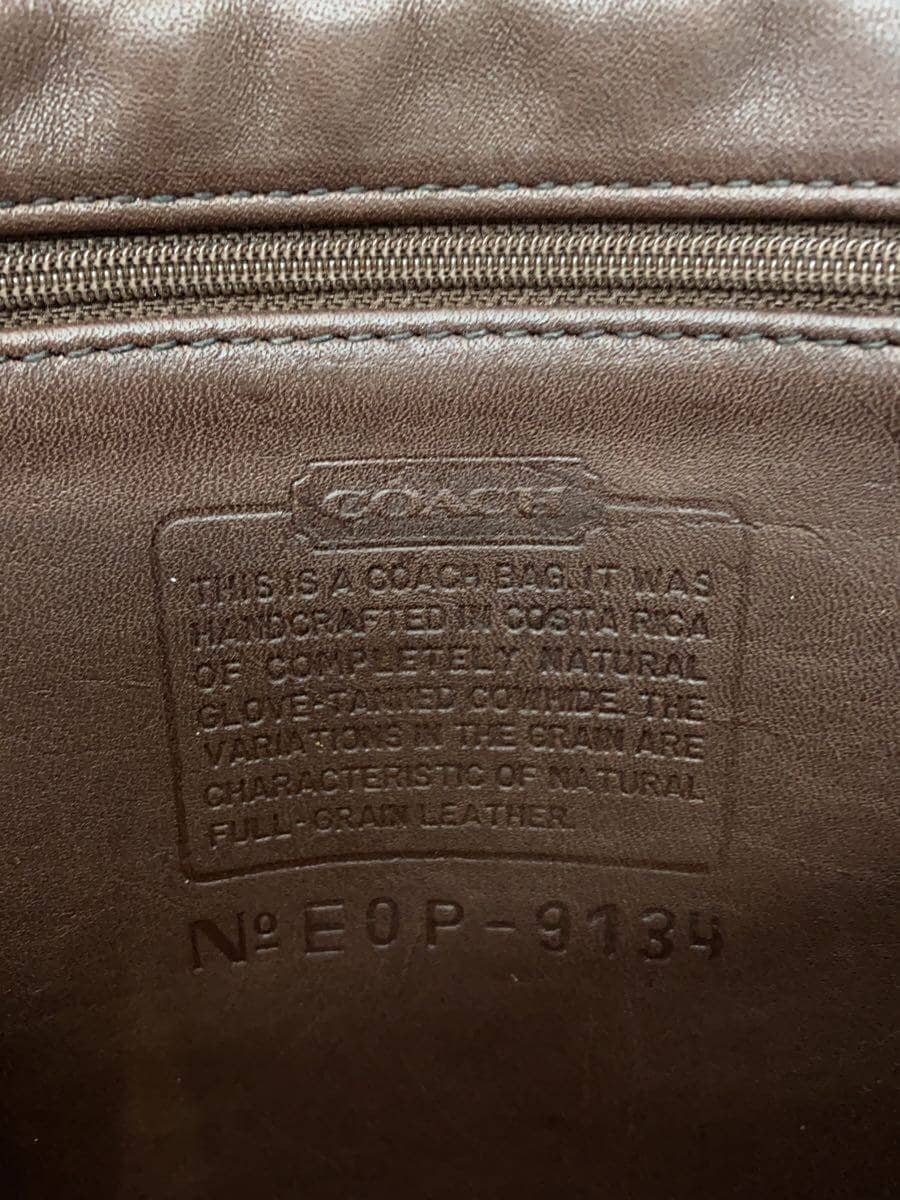 COACH
THIS IS A COACH BAG. IT WAS
HANDCRAFTED IN COSTA RICA
OF COMPLETELY NATURAL
GLOVE-TANNED COWHIDE. THE
VARIATIONS IN THE GRAIN ARE
CHARACTERISTIC OF NATURAL
FULL-GRAIN LEATHER.
Nº E0P-9134